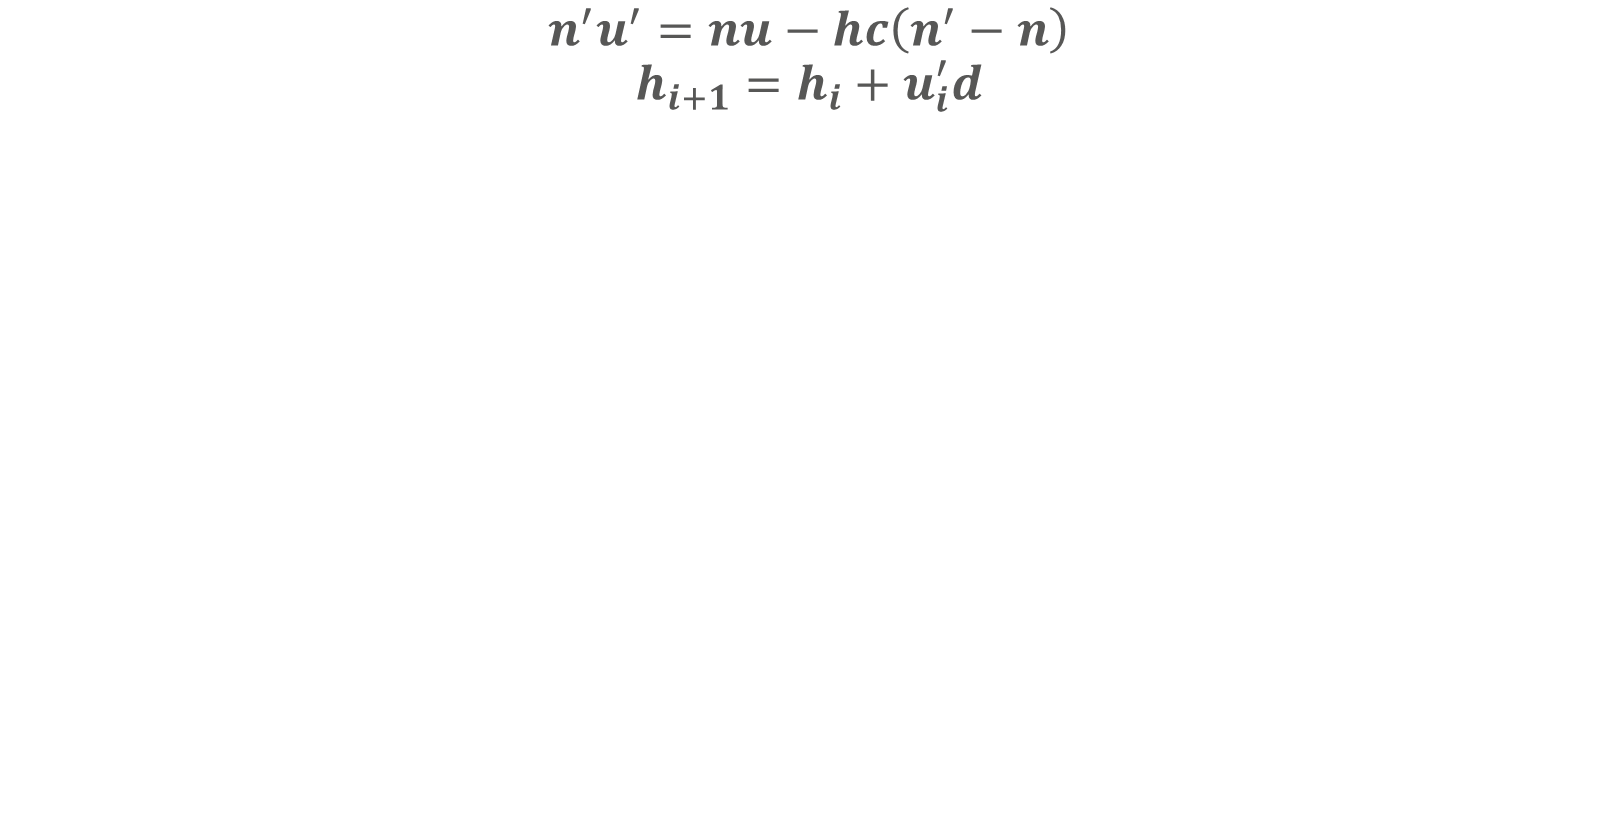 n′u′ = nu − hc(n′ − n)
hᵢ₊₁ = hᵢ + u′ᵢd